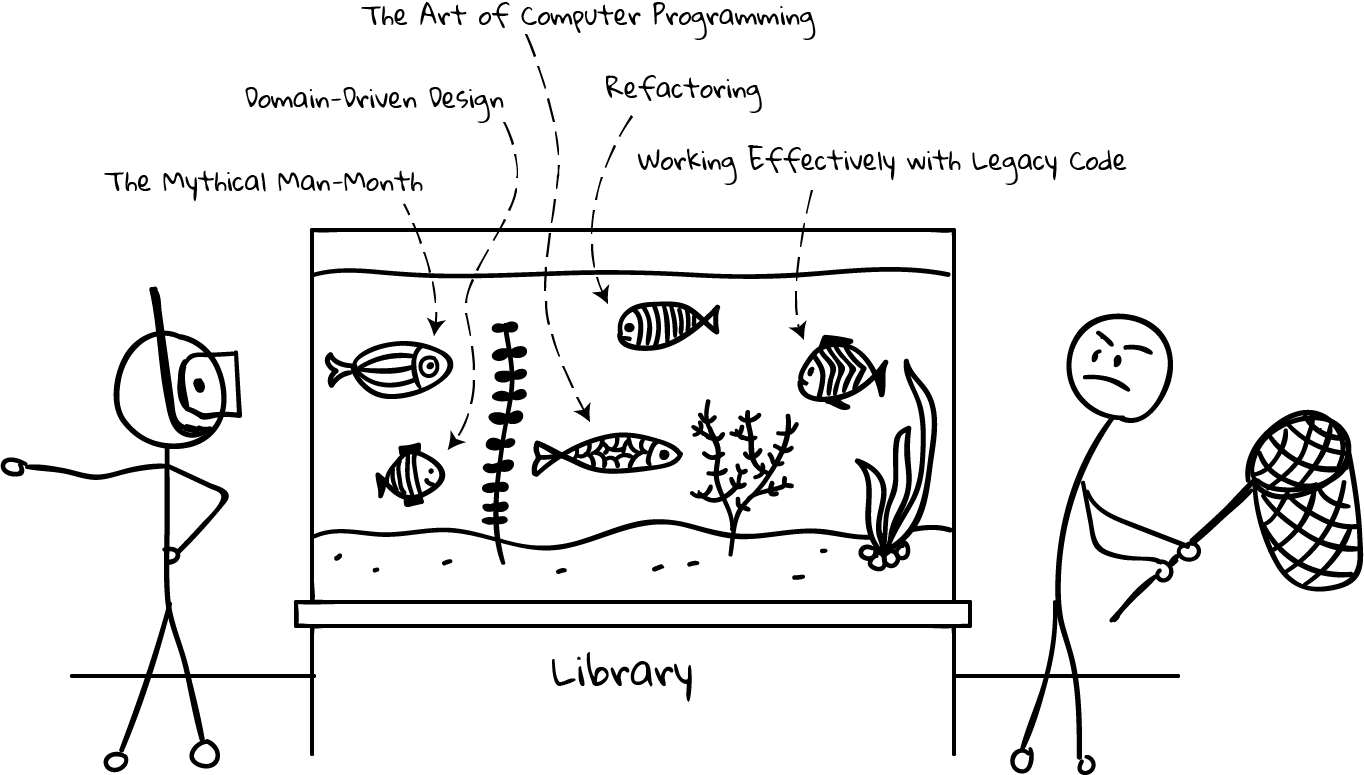 The Art of Computer Programming
Domain-Driven Design
Refactoring
Working Effectively with Legacy Code
The Mythical Man-Month
Library